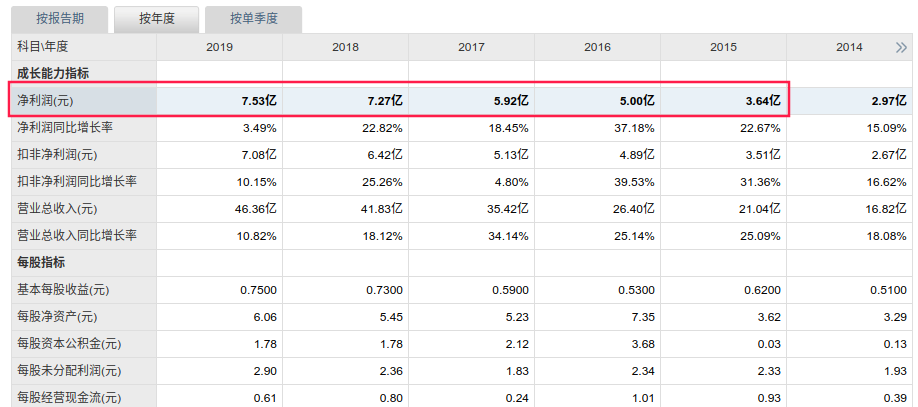 按报告期 按年度 按单季度
科目\年度 2019 2018 2017 2016 2015 2014 >>
成长能力指标
净利润(元) 7.53亿 7.27亿 5.92亿 5.00亿 3.64亿 2.97亿
净利润同比增长率 3.49% 22.82% 18.45% 37.18% 22.67% 15.09%
扣非净利润(元) 7.08亿 6.42亿 5.13亿 4.89亿 3.51亿 2.67亿
扣非净利润同比增长率 10.15% 25.26% 4.80% 39.53% 31.36% 16.62%
营业总收入(元) 46.36亿 41.83亿 35.42亿 26.40亿 21.04亿 16.82亿
营业总收入同比增长率 10.82% 18.12% 34.14% 25.14% 25.09% 18.08%
每股指标
基本每股收益(元) 0.7500 0.7300 0.5900 0.5300 0.6200 0.5100
每股净资产(元) 6.06 5.45 5.23 7.35 3.62 3.29
每股资本公积金(元) 1.78 1.78 2.12 3.68 0.03 0.13
每股未分配利润(元) 2.90 2.36 1.83 2.34 2.33 1.93
每股经营现金流(元) 0.61 0.80 0.24 1.01 0.93 0.39